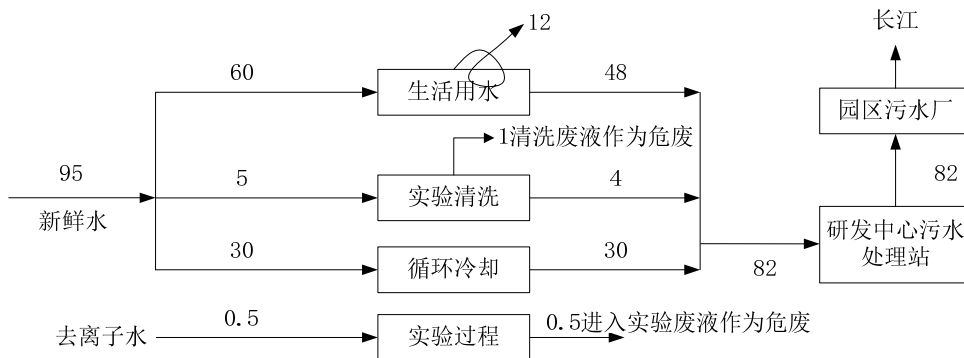 12
长江
60
生活用水
48
园区污水厂
1清洗废液作为危废
95
5
实验清洗
4
82
新鲜水
研发中心污水
处理站
30
循环冷却
30
82
去离子水
0.5
实验过程
0.5进入实验废液作为危废